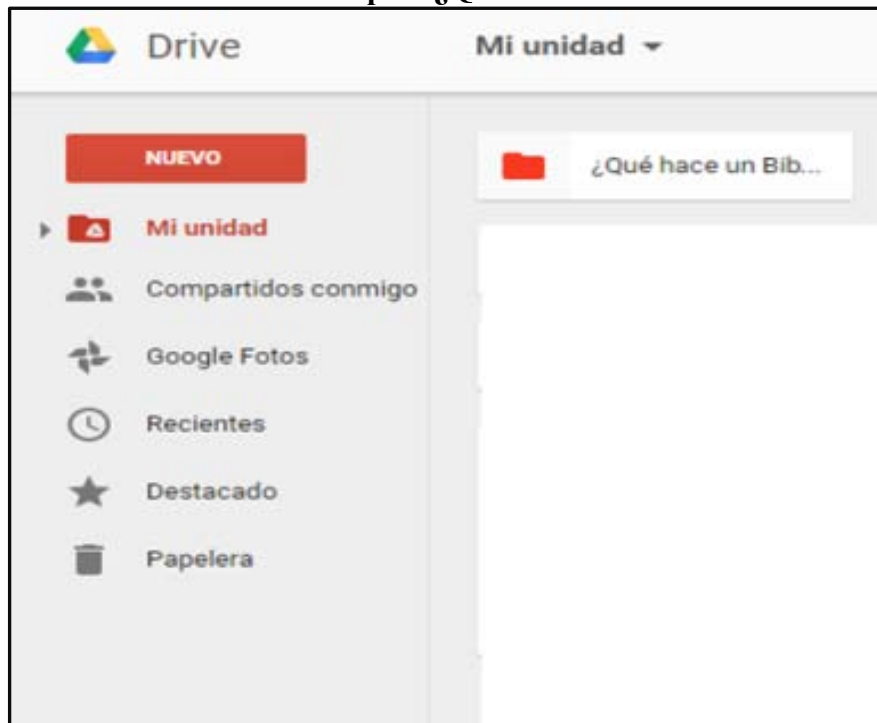 Drive
Mi unidad
NUEVO
¿Qué hace un Bib...
Mi unidad
Compartidos conmigo
Google Fotos
Recientes
Destacado
Papelera